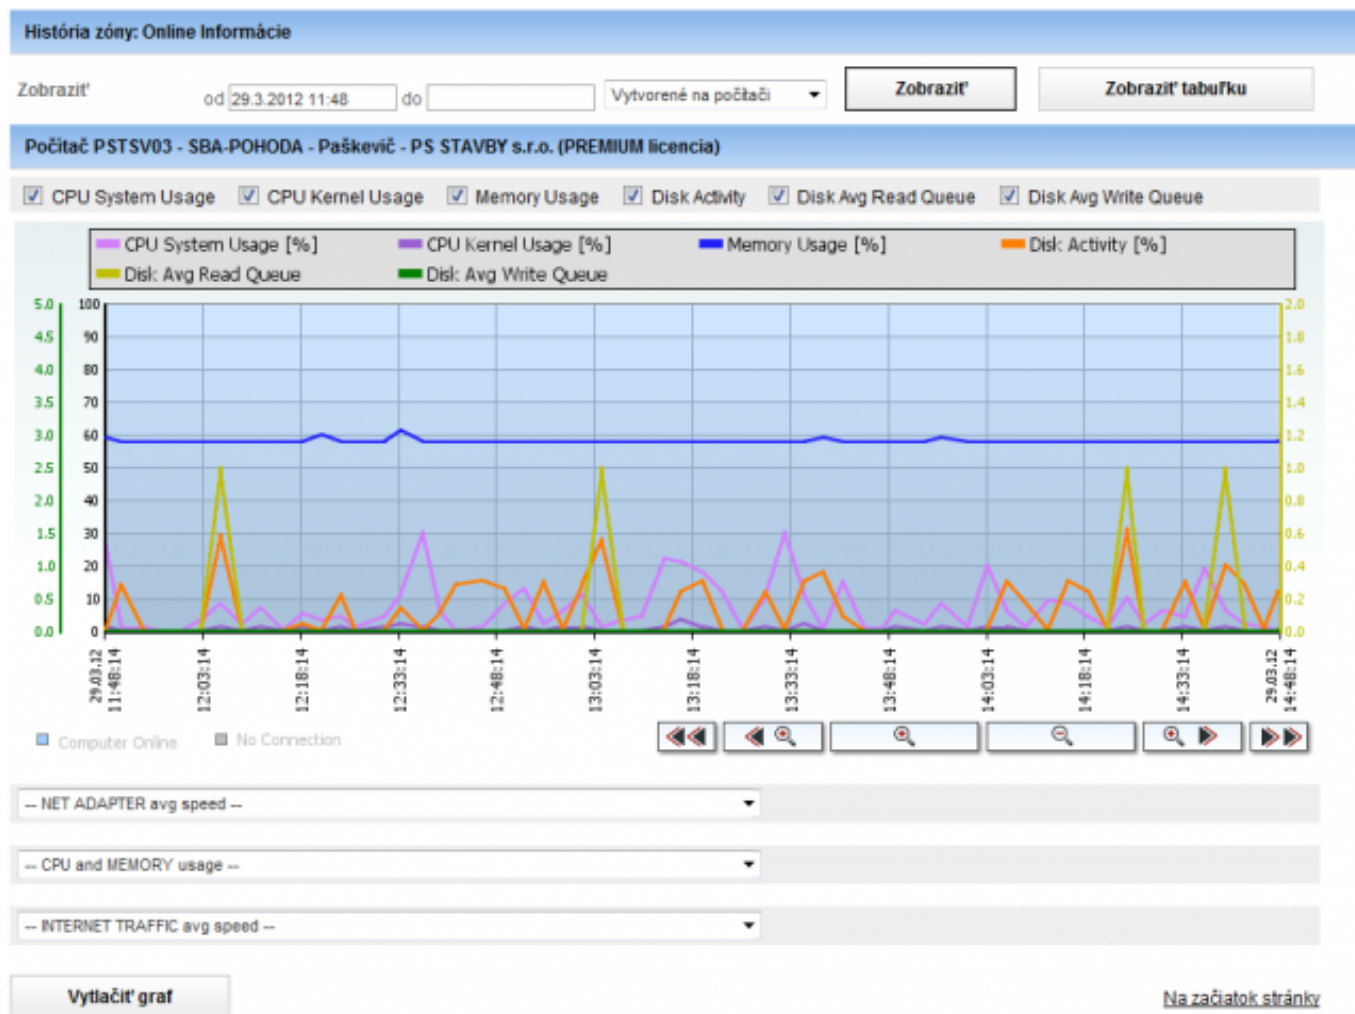 História zóny: Online Informácie
Zobraziť od 29.3.2012 11:48 do Vytvorené na počítači Zobraziť Zobraziť tabuľku
Počítač PSTSV03 - SBA-POHODA - Paškevič - PS STAVBY s.r.o. (PREMIUM licencia)
CPU System Usage CPU Kernel Usage Memory Usage Disk Activity Disk Avg Read Queue Disk Avg Write Queue
CPU System Usage [%] CPU Kernel Usage [%] Memory Usage [%] Disk Activity [%]
Disk Avg Read Queue Disk Avg Write Queue
5.0 100 2.0
4.5 90 1.8
4.0 80 1.6
3.5 70 1.4
3.0 60 1.2
2.5 50 1.0
2.0 40 0.8
1.5 30 0.6
1.0 20 0.4
0.5 10 0.2
0.0 0 0.0
29.03.12 11:48:14 12:03:14 12:18:14 12:33:14 12:48:14 13:03:14 13:18:14 13:33:14 13:48:14 14:03:14 14:18:14 14:33:14 29.03.12 14:48:14
Computer Online No Connection
-- NET ADAPTER avg speed --
-- CPU and MEMORY usage --
-- INTERNET TRAFFIC avg speed --
Vytlačiť graf Na začiatok stránky